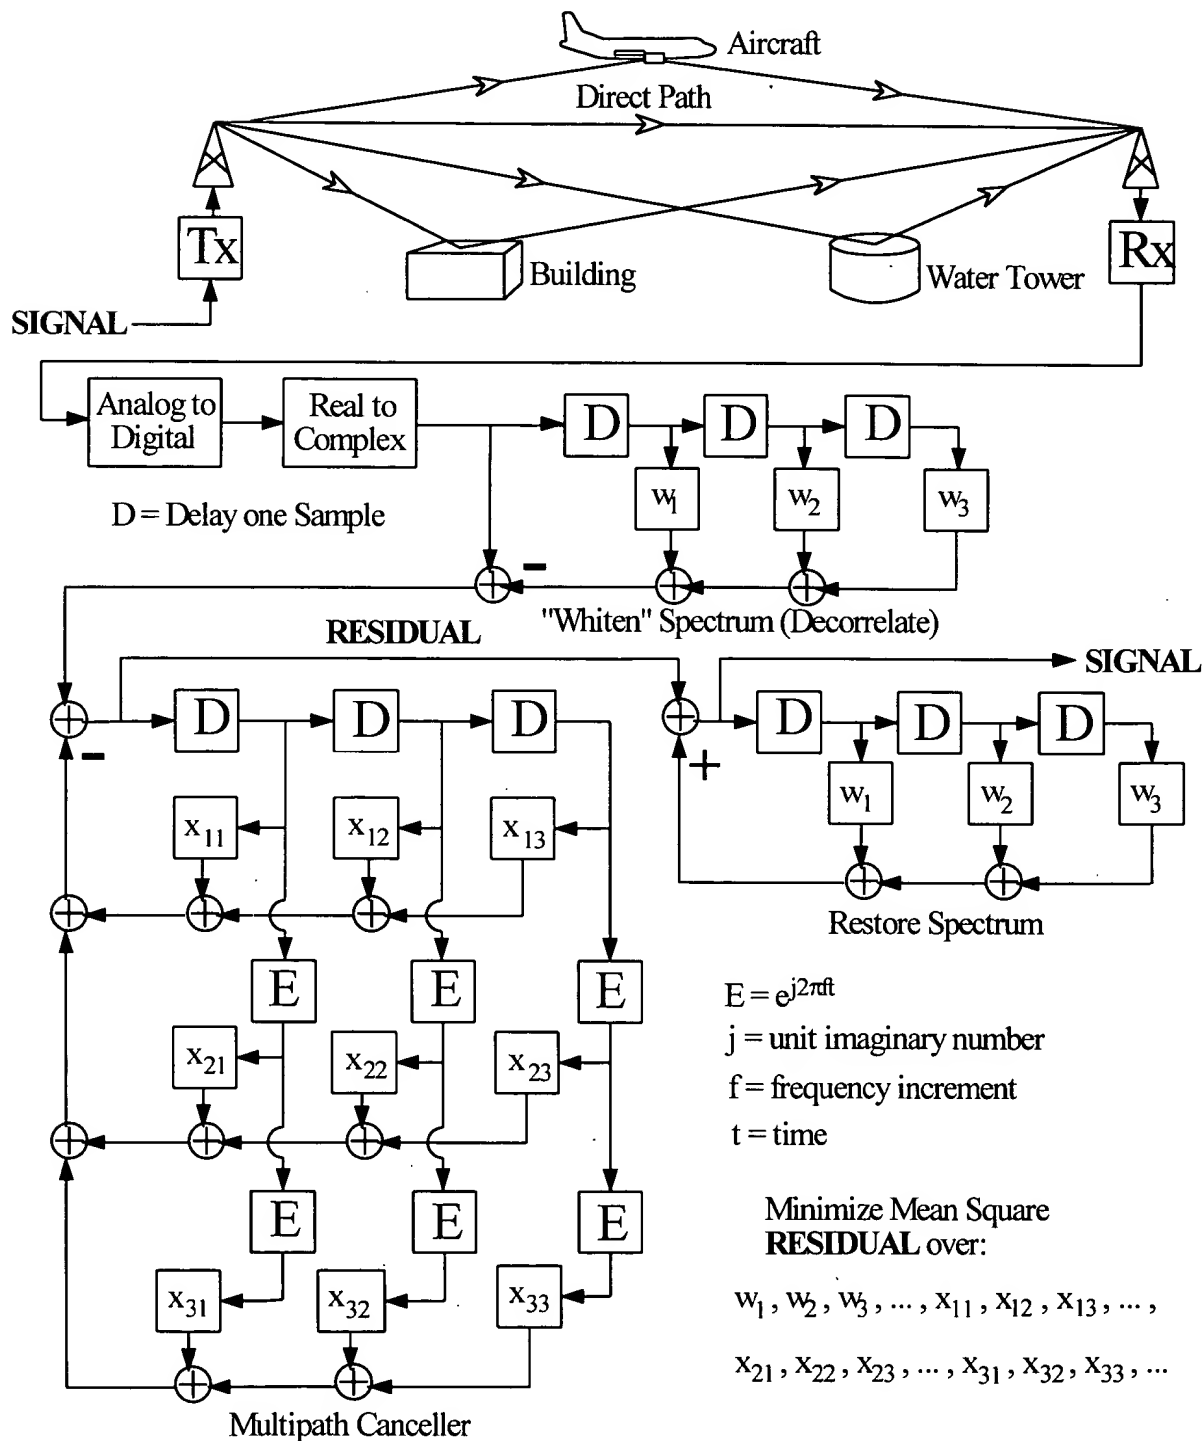 Aircraft
Direct Path
Tx
Rx
Building
Water Tower
SIGNAL
Analog to
Digital
Real to
Complex
D
D
D
w₁
w₂
w₃
D = Delay one Sample
−
"Whiten" Spectrum (Decorrelate)
RESIDUAL
SIGNAL
D
D
D
D
D
D
−
+
w₁
w₂
w₃
x₁₁
x₁₂
x₁₃
Restore Spectrum
E
E
E
E = e^{j2πft}
j = unit imaginary number
x₂₁
x₂₂
x₂₃
f = frequency increment
t = time
E
E
E
Minimize Mean Square
RESIDUAL over:
x₃₁
x₃₂
x₃₃
w₁ , w₂ , w₃ , ... , x₁₁ , x₁₂ , x₁₃ , ... ,
x₂₁ , x₂₂ , x₂₃ , ... , x₃₁ , x₃₂ , x₃₃ , ...
Multipath Canceller